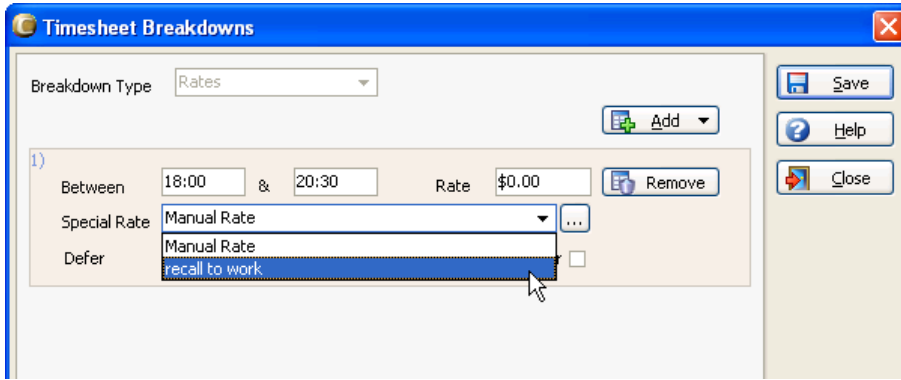 Timesheet Breakdowns
Breakdown Type Rates
Save
Add
Help
1)
Between 18:00 & 20:30 Rate $0.00 Remove
Close
Special Rate Manual Rate ...
Manual Rate
Defer
recall to work